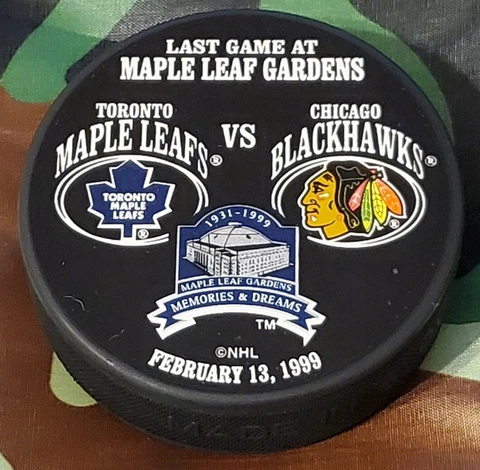 LAST GAME AT
MAPLE LEAF GARDENS
TORONTO
MAPLE LEAFS®
VS
CHICAGO
BLACKHAWKS®
TORONTO
MAPLE
LEAFS
®
®
1931-1999
MAPLE LEAF GARDENS
MEMORIES & DREAMS
TM
©NHL
FEBRUARY 13, 1999
MADE